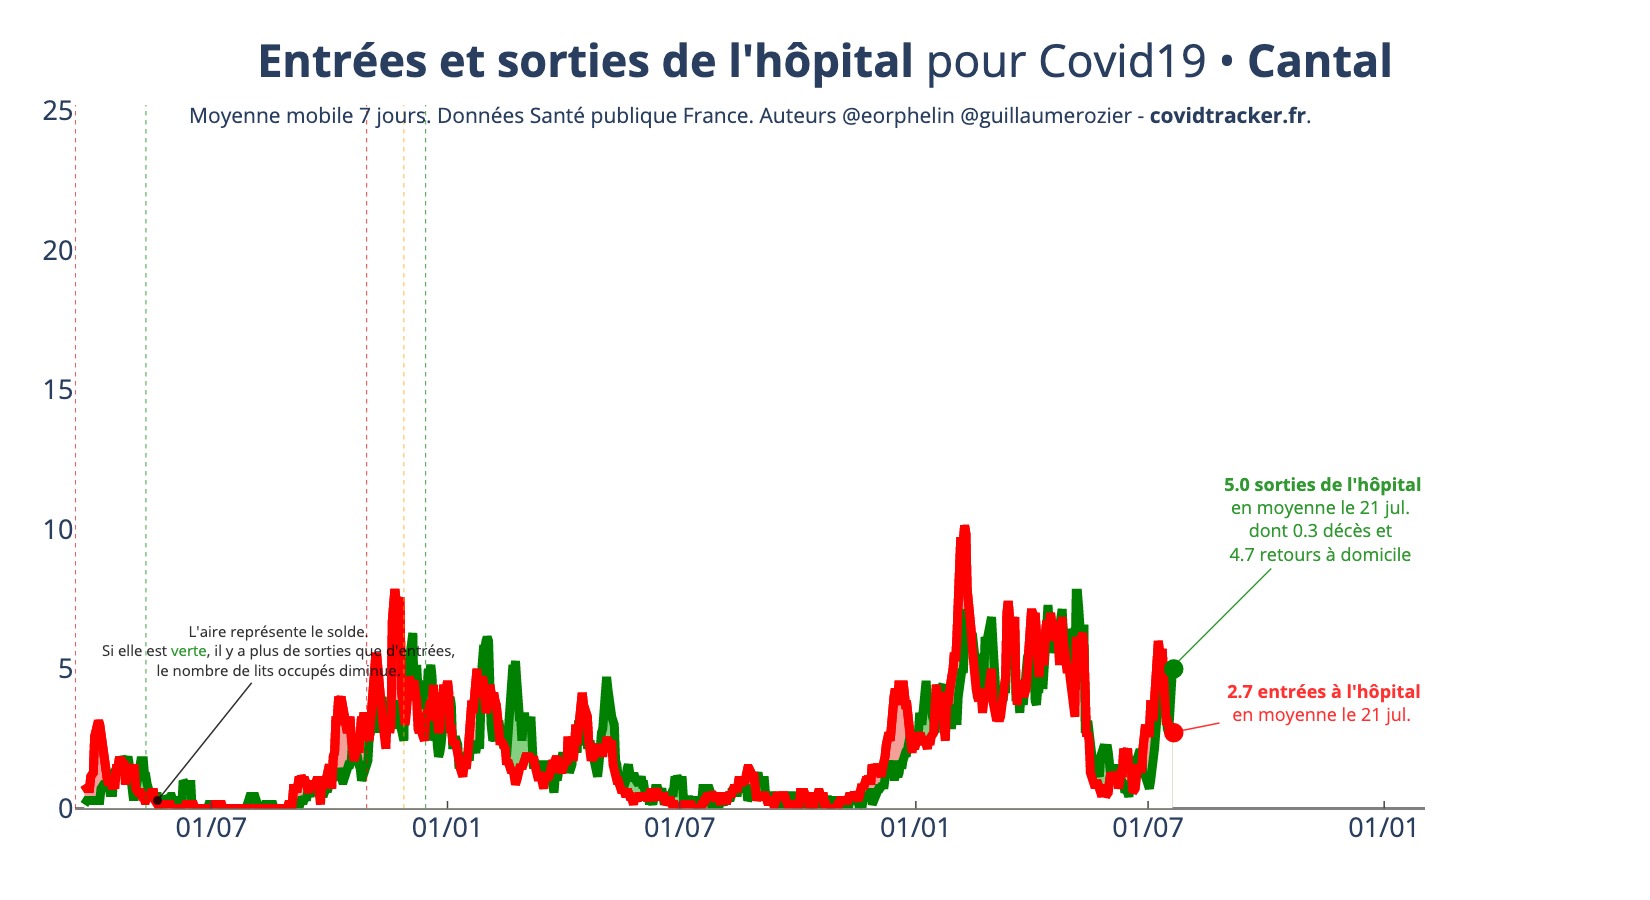 Entrées et sorties de l'hôpital pour Covid19 • Cantal
Moyenne mobile 7 jours. Données Santé publique France. Auteurs @eorphelin @guillaumerozier - covidtracker.fr.
25
20
15
10
5
0
5.0 sorties de l'hôpital
en moyenne le 21 jul.
dont 0.3 décès et
4.7 retours à domicile
L'aire représente le solde.
Si elle est verte, il y a plus de sorties que d'entrées,
le nombre de lits occupés diminue.
2.7 entrées à l'hôpital
en moyenne le 21 jul.
01/07
01/01
01/07
01/01
01/07
01/01